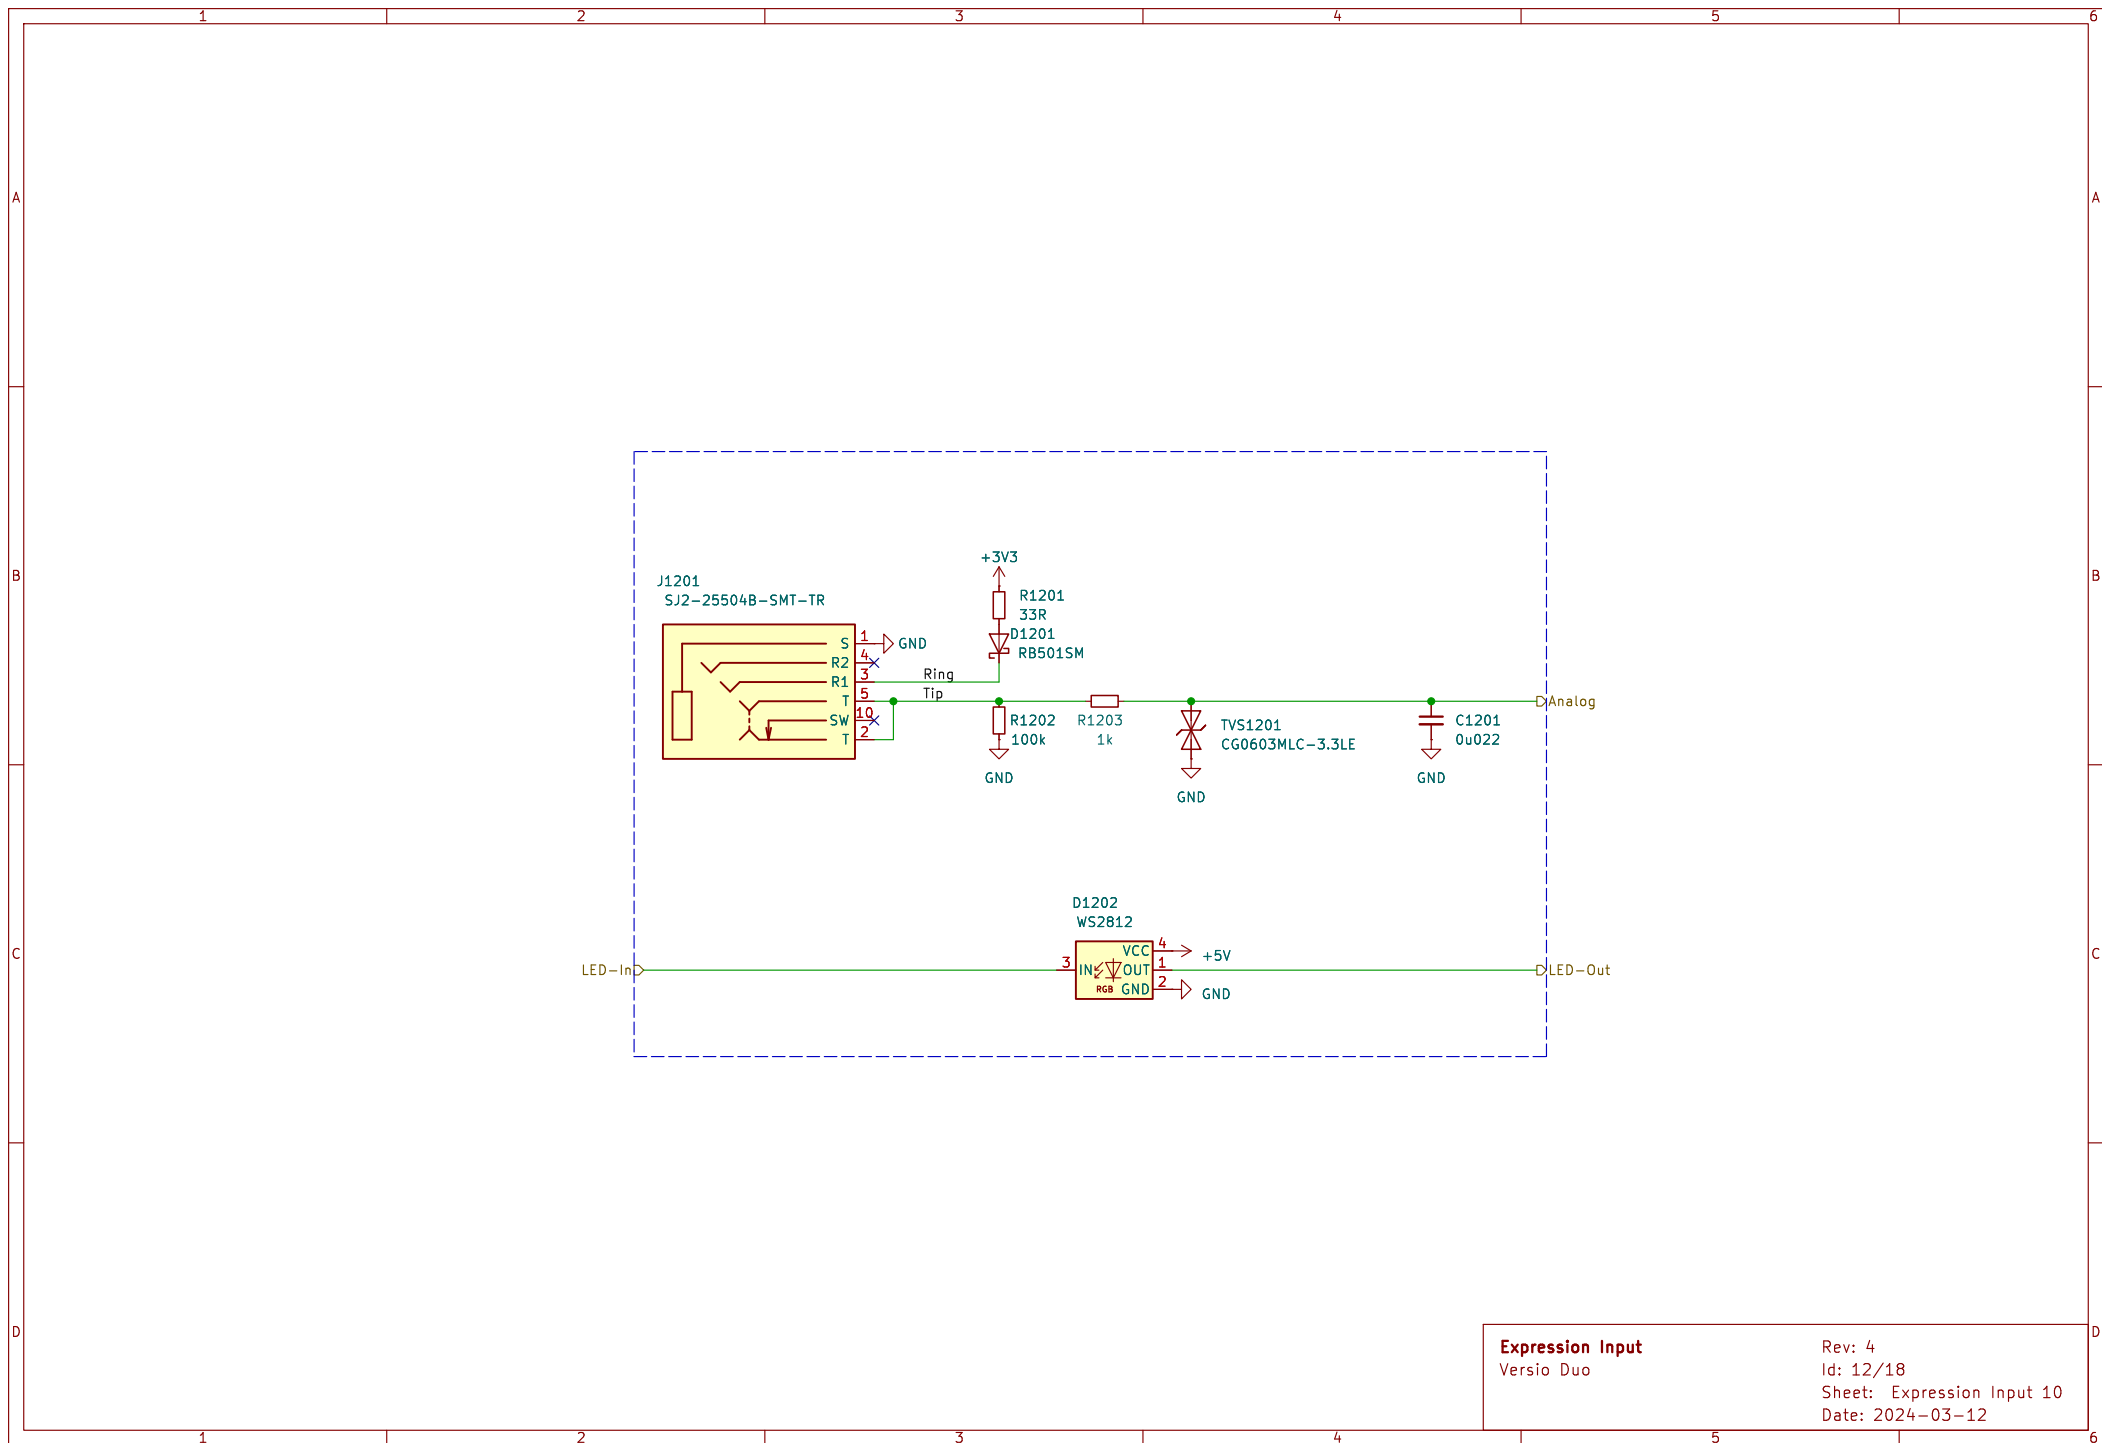 1 2 3 4 5 6
A A
+3V3
B B
J1201
SJ2-25504B-SMT-TR
R1201
33R
D1201
RB501SM
S 1 GND
R2 4
R1 3 Ring
T 5 Tip
SW 10
T 2
R1202
100k
GND
R1203
1k
TVS1201
CG0603MLC-3.3LE
GND
C1201
0u022
GND
Analog
D1202
WS2812
C C
VCC 4 +5V
LED-In 3 IN OUT 1 LED-Out
RGB GND 2 GND
D D
Expression Input
Versio Duo
Rev: 4
Id: 12/18
Sheet: Expression Input 10
Date: 2024-03-12
1 2 3 4 5 6